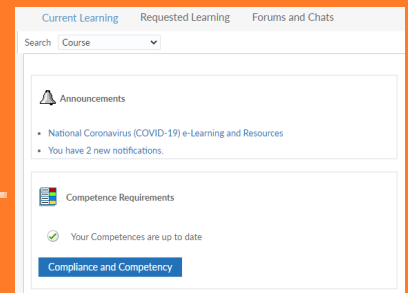 Current Learning Requested Learning Forums and Chats
Search Course
Announcements
• National Coronavirus (COVID-19) e-Learning and Resources
• You have 2 new notifications.
Competence Requirements
Your Competences are up to date
Compliance and Competency